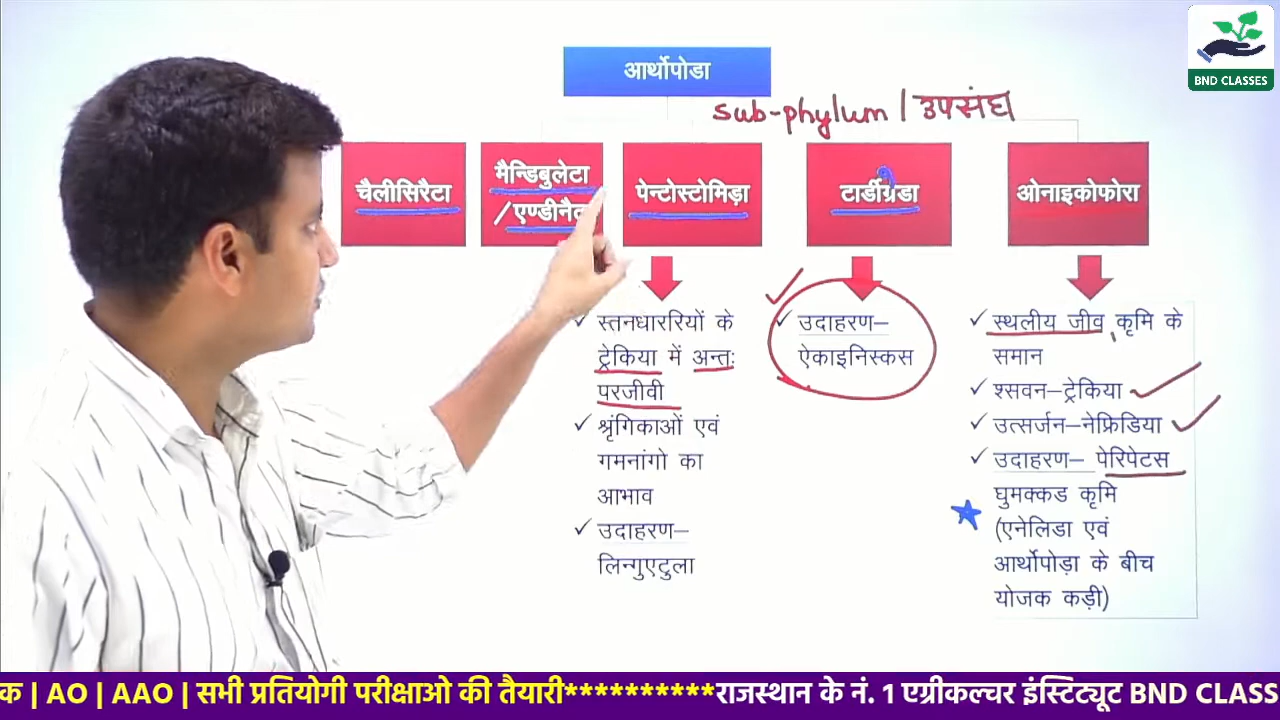 BND CLASSES
आर्थोपोडा
sub-phylum / उपसंघ
चैलीसिरैटा
मैन्डिबुलेटा
/एण्डीनैटा
पेन्टोस्टोमिड़ा
टार्डीग्रेडा
ओनाइकोफोरा
✓ स्तनधाररियों के
ट्रेकिया में अन्तः
परजीवी
✓ श्रृंगिकाओं एवं
गमनांगो का
आभाव
✓ उदाहरण–
लिन्गुएटुला
✓ उदाहरण–
ऐकाइनिस्कस
✓ स्थलीय जीव, कृमि के
समान
✓ श्सवन–ट्रेकिया
✓ उत्सर्जन–नेफ्रिडिया
✓ उदाहरण– पेरिपेटस
घुमक्कड कृमि
(एनेलिडा एवं
आर्थोपोड़ा के बीच
योजक कड़ी)
क | AO | AAO | सभी प्रतियोगी परीक्षाओ की तैयारी**********राजस्थान के नं. 1 एग्रीकल्चर इंस्टिट्यूट BND CLASS